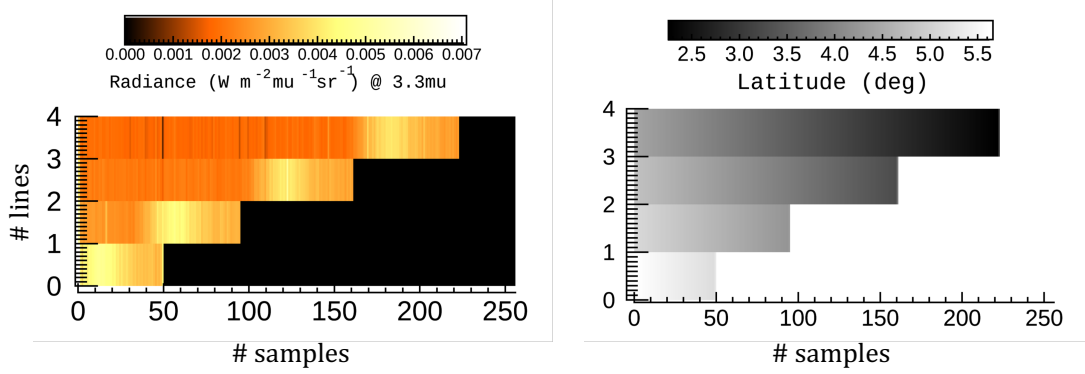 0.000 0.001 0.002 0.003 0.004 0.005 0.006 0.007
Radiance (W m⁻²mu⁻¹sr⁻¹) @ 3.3mu
4
3
2
1
0
# lines
0 50 100 150 200 250
# samples
2.5 3.0 3.5 4.0 4.5 5.0 5.5
Latitude (deg)
4
3
2
1
0
0 50 100 150 200 250
# samples